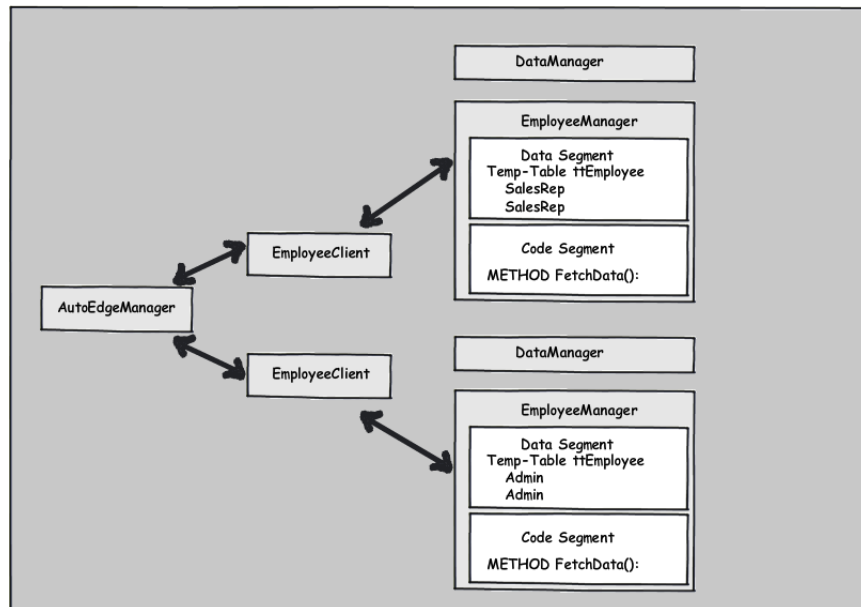 DataManager
EmployeeManager
Data Segment
Temp-Table ttEmployee
SalesRep
SalesRep
Code Segment
METHOD FetchData():
EmployeeClient
AutoEdgeManager
EmployeeClient
DataManager
EmployeeManager
Data Segment
Temp-Table ttEmployee
Admin
Admin
Code Segment
METHOD FetchData():